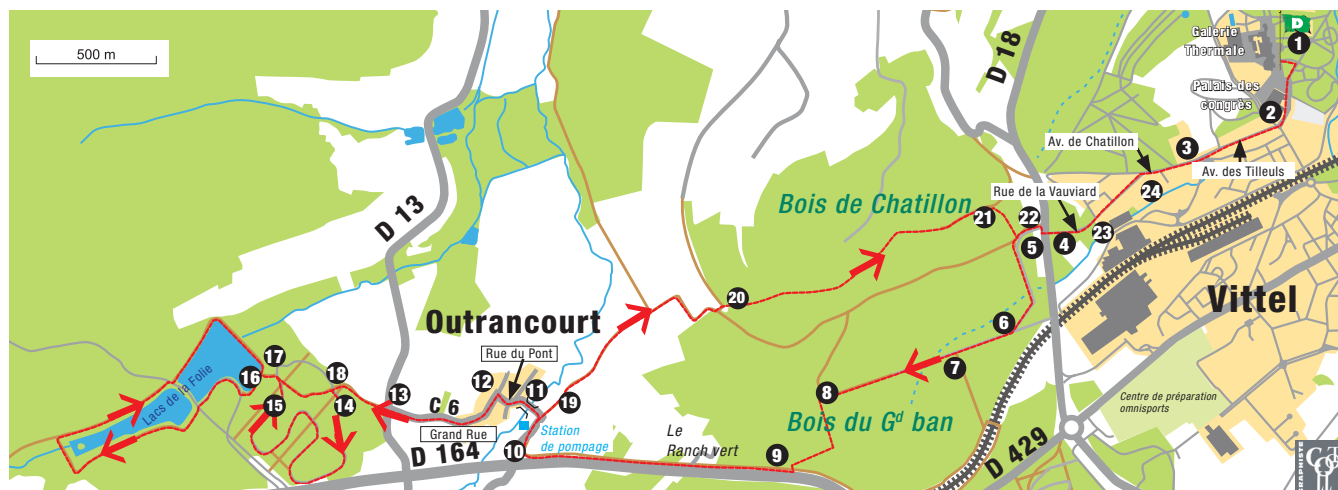 500 m
D 18
Galerie
Thermale
D
1
Palais des
congrès
2
Av. de Chatillon
3
Av. des Tilleuls
24
Rue de la Vauviard
Bois de Chatillon
21
22
5
4
23
D 13
20
6
Vittel
Outrancourt
Rue du Pont
Lacs de la Folie
16
17
18
15
14
13
C 6
12
11
19
7
8
Bois du Gd ban
Centre de préparation
omnisports
Grand Rue
D 164
10
Station
de pompage
Le
Ranch vert
9
D 429